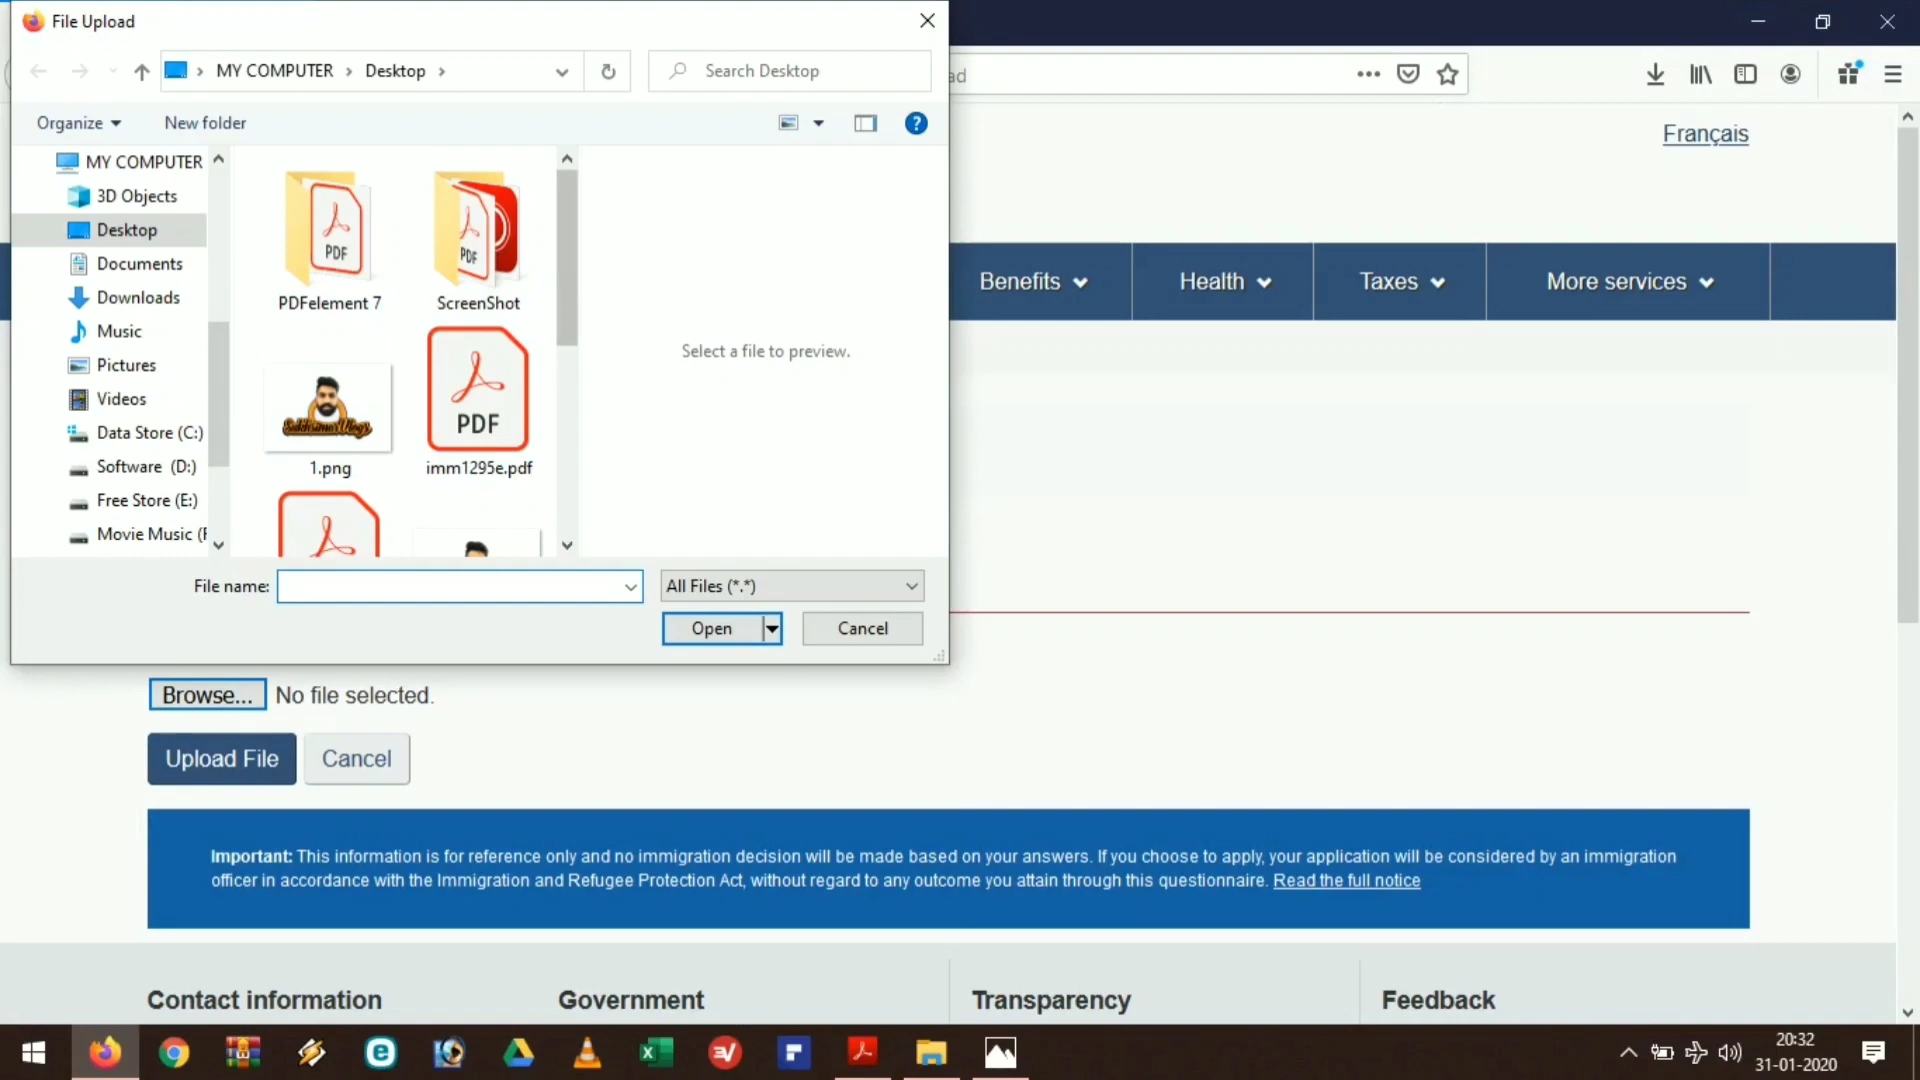 File Upload
MY COMPUTER > Desktop >
Search Desktop
ad
Organize
New folder
Français
MY COMPUTER
3D Objects
Desktop
Documents
Downloads
Music
Pictures
Videos
Data Store (C:)
Software (D:)
Free Store (E:)
Movie Music (F
PDF
PDFelement 7
PDF
ScreenShot
1.png
PDF
imm1295e.pdf
Select a file to preview.
Benefits
Health
Taxes
More services
File name:
All Files (*.*)
Open
Cancel
Browse... No file selected.
Upload File
Cancel
Important: This information is for reference only and no immigration decision will be made based on your answers. If you choose to apply, your application will be considered by an immigration
officer in accordance with the Immigration and Refugee Protection Act, without regard to any outcome you attain through this questionnaire. Read the full notice
Contact information
Government
Transparency
Feedback
20:32
31-01-2020